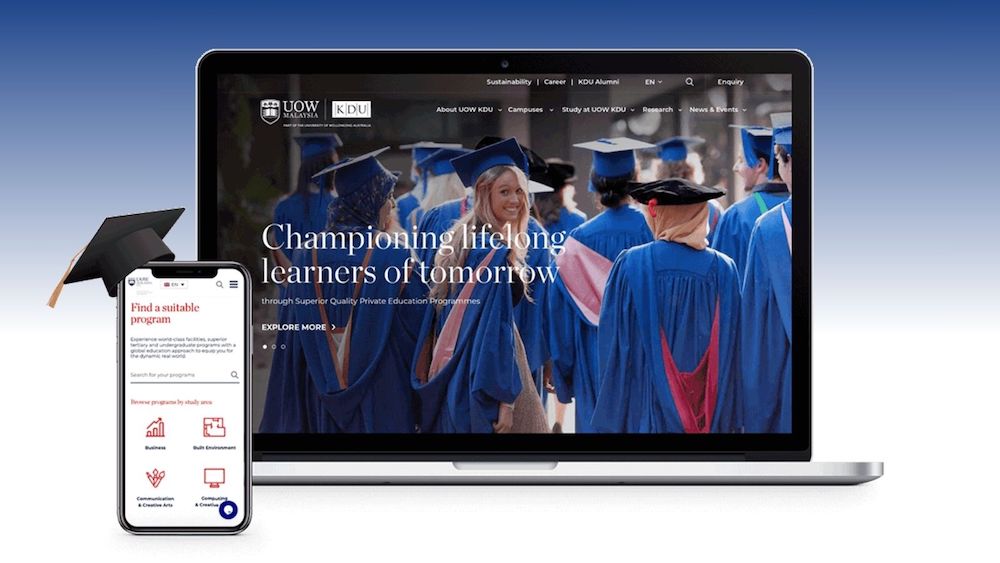 Sustainability | Career | KDU Alumni EN Enquiry
UOW
MALAYSIA
KDU
PART OF THE UNIVERSITY OF WOLLONGONG AUSTRALIA
About UOW KDU Campuses Study at UOW KDU Research News & Events
Championing lifelong
learners of tomorrow
through Superior Quality Private Education Programmes
EXPLORE MORE
EN
Find a suitable
program
Experience world-class facilities, superior
tertiary and undergraduate programs with a
global education approach to equip you for
the dynamic real world.
Search for your programs
Browse programs by study area
Business
Built Environment
Communication
& Creative Arts
Computing
& Creative